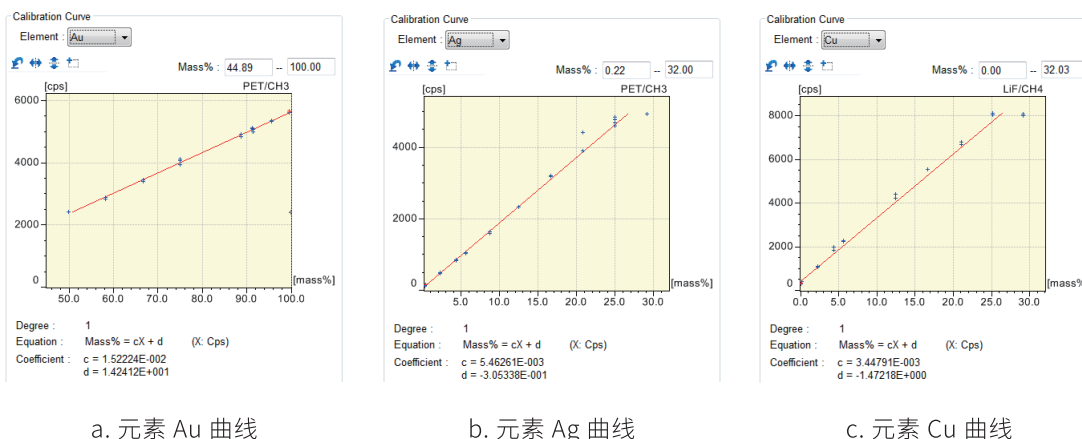 Calibration Curve
Element : Au
Mass% : 44.89 -- 100.00
[cps]
PET/CH3
6000
4000
2000
0
[mass%]
50.0 60.0 70.0 80.0 90.0 100.0
Degree : 1
Equation : Mass% = cX + d (X: Cps)
Coefficient : c = 1.52224E-002
d = 1.42412E+001
a. 元素 Au 曲线
Calibration Curve
Element : Ag
Mass% : 0.22 -- 32.00
[cps]
PET/CH3
4000
2000
0
[mass%]
5.0 10.0 15.0 20.0 25.0 30.0
Degree : 1
Equation : Mass% = cX + d (X: Cps)
Coefficient : c = 5.46261E-003
d = -3.05338E-001
b. 元素 Ag 曲线
Calibration Curve
Element : Cu
Mass% : 0.00 -- 32.03
[cps]
LiF/CH4
8000
6000
4000
2000
0
[mass%
0.0 5.0 10.0 15.0 20.0 25.0 30.0
Degree : 1
Equation : Mass% = cX + d (X: Cps)
Coefficient : c = 3.44791E-003
d = -1.47218E+000
c. 元素 Cu 曲线